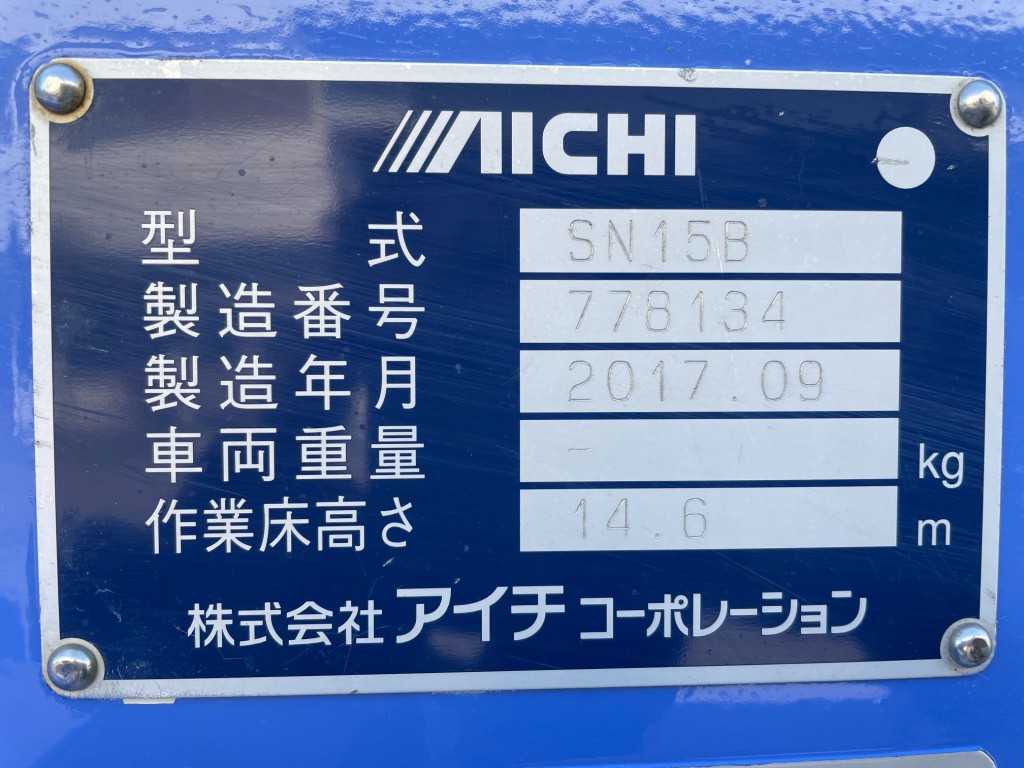 AICHI
型式 SN15B
製造番号 778134
製造年月 2017.09
車両重量 - kg
作業床高さ 14.6 m
株式会社アイチコーポレーション